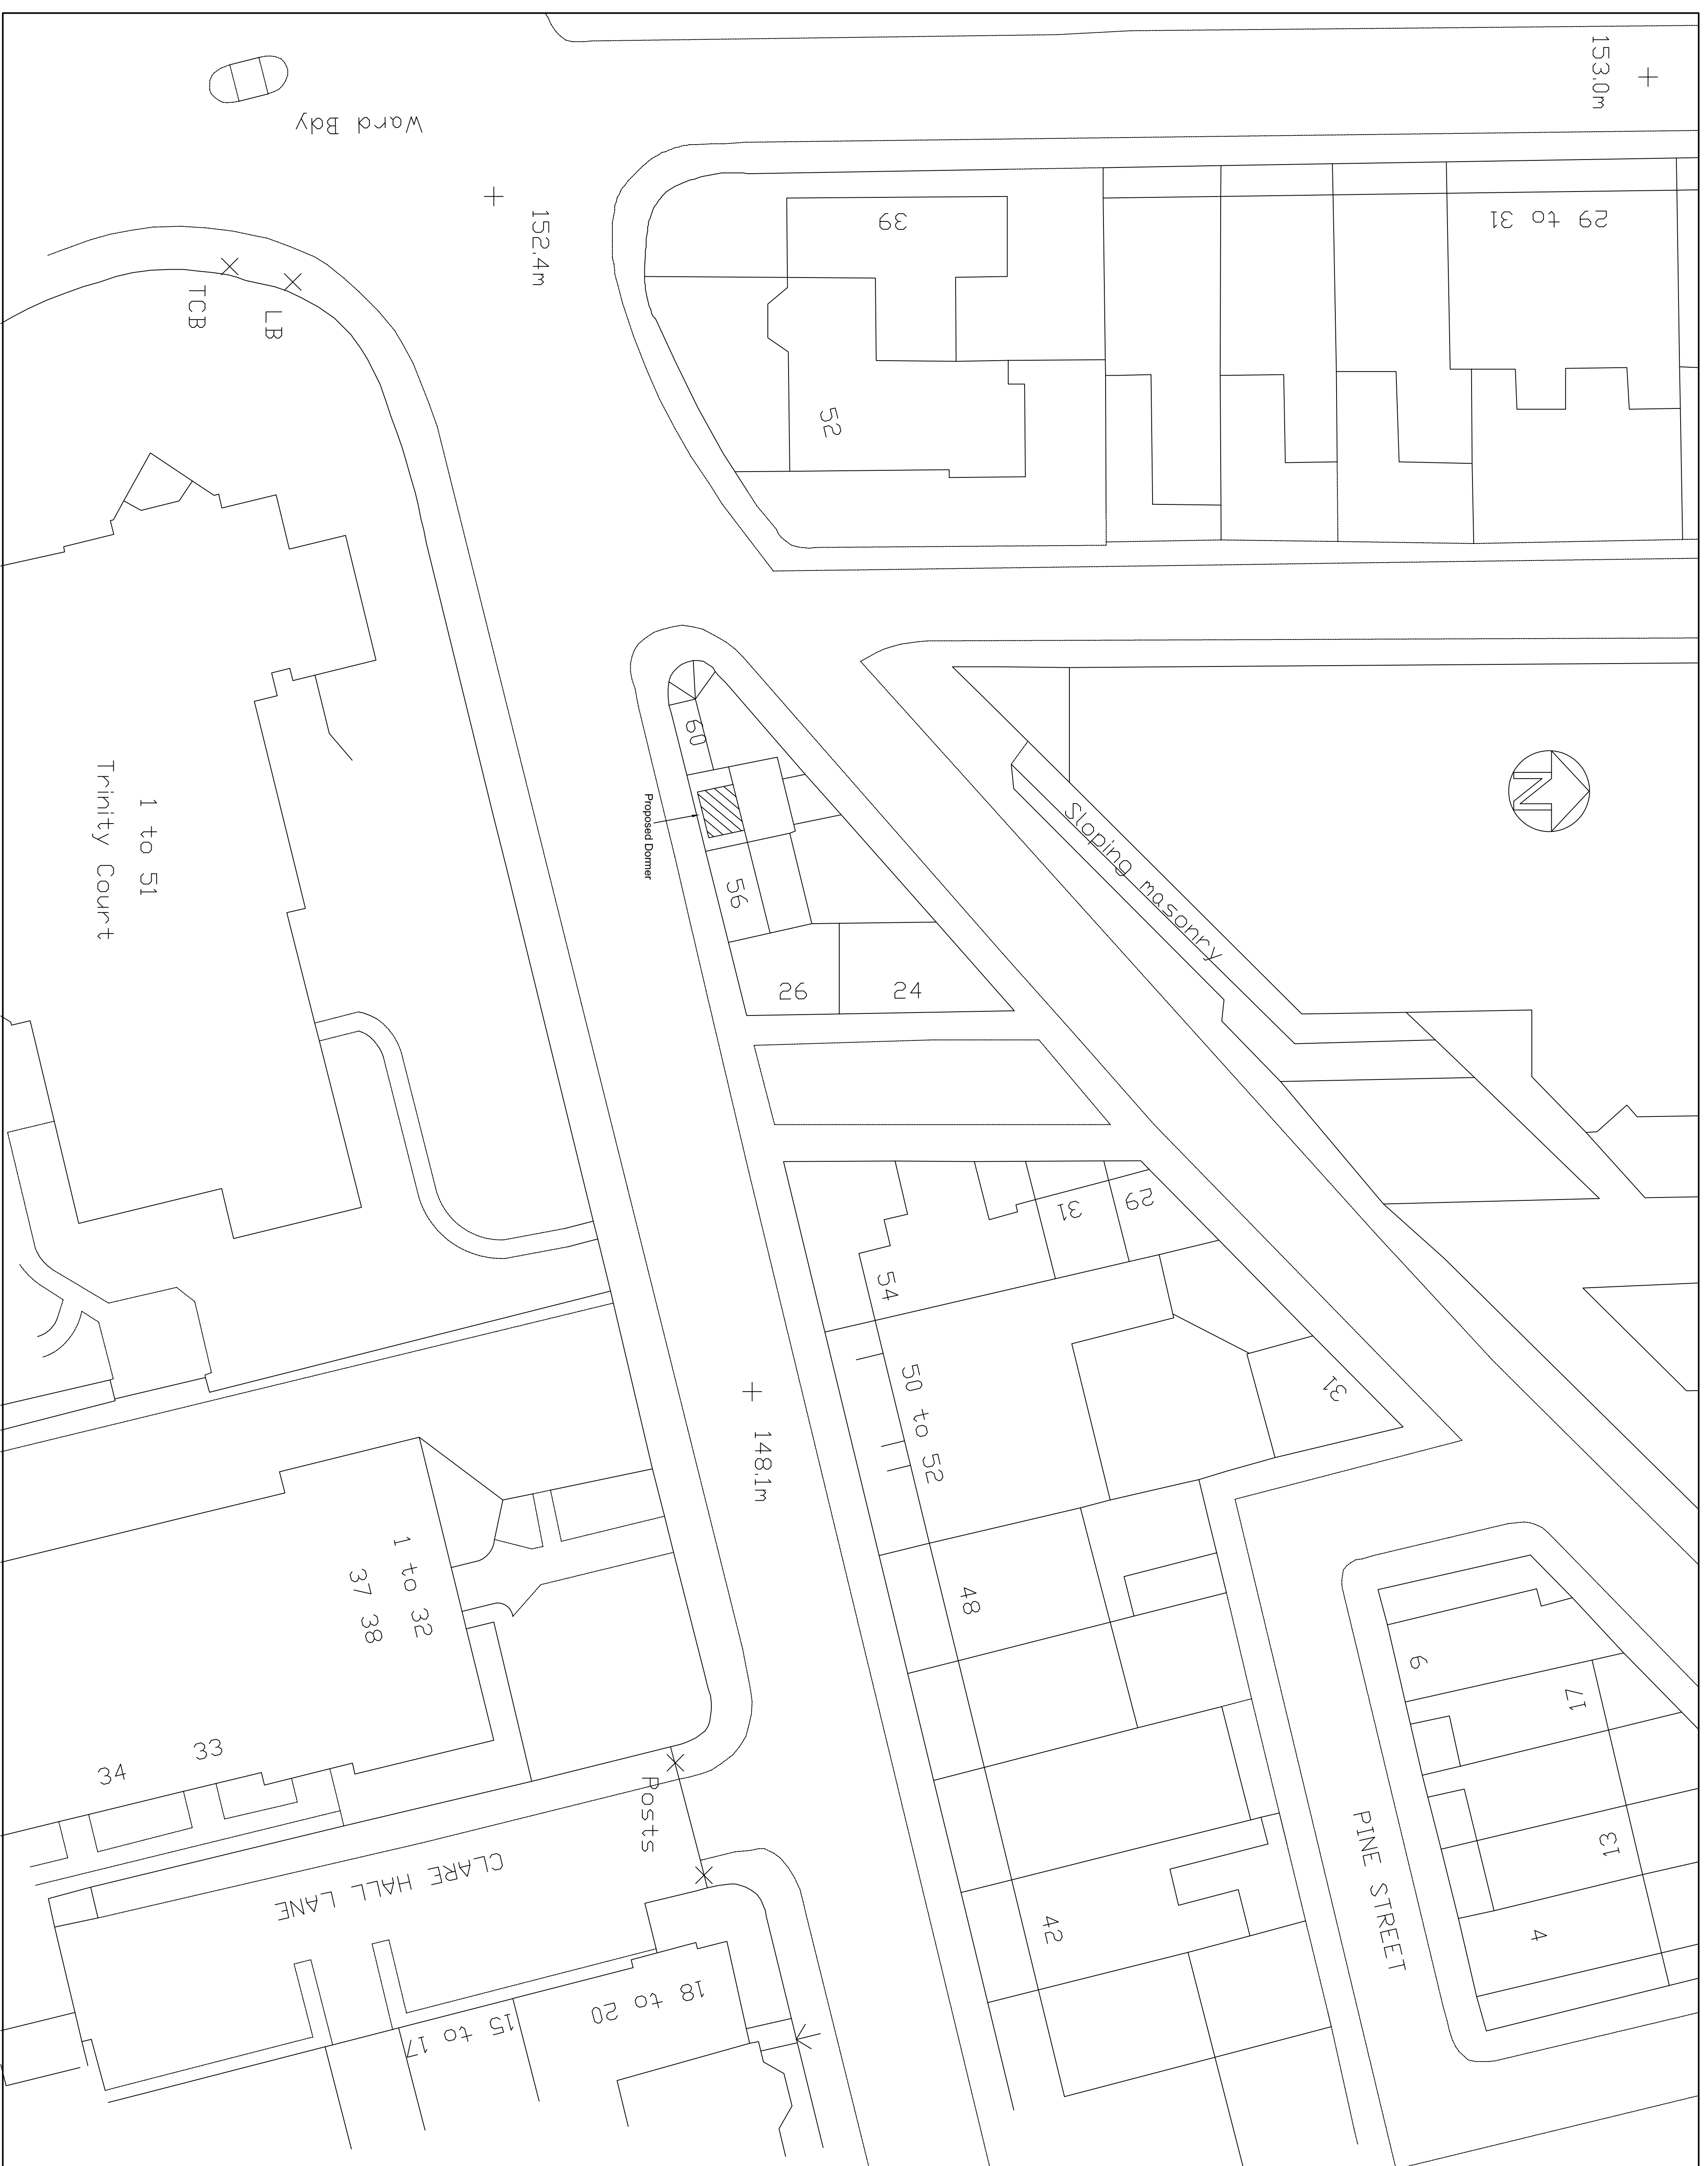 153.0m
Ward Bdy
152.4m
39
29 to 31
TCB
LB
52
60
Proposed Dormer
56
N
Sloping masonry
1 to 51
Trinity Court
26
24
31
29
54
50 to 52
31
148.1m
48
1 to 32
37 38
33
34
6
17
13
4
PINE STREET
Posts
CLARE HALL LANE
42
18 to 20
15 to 17